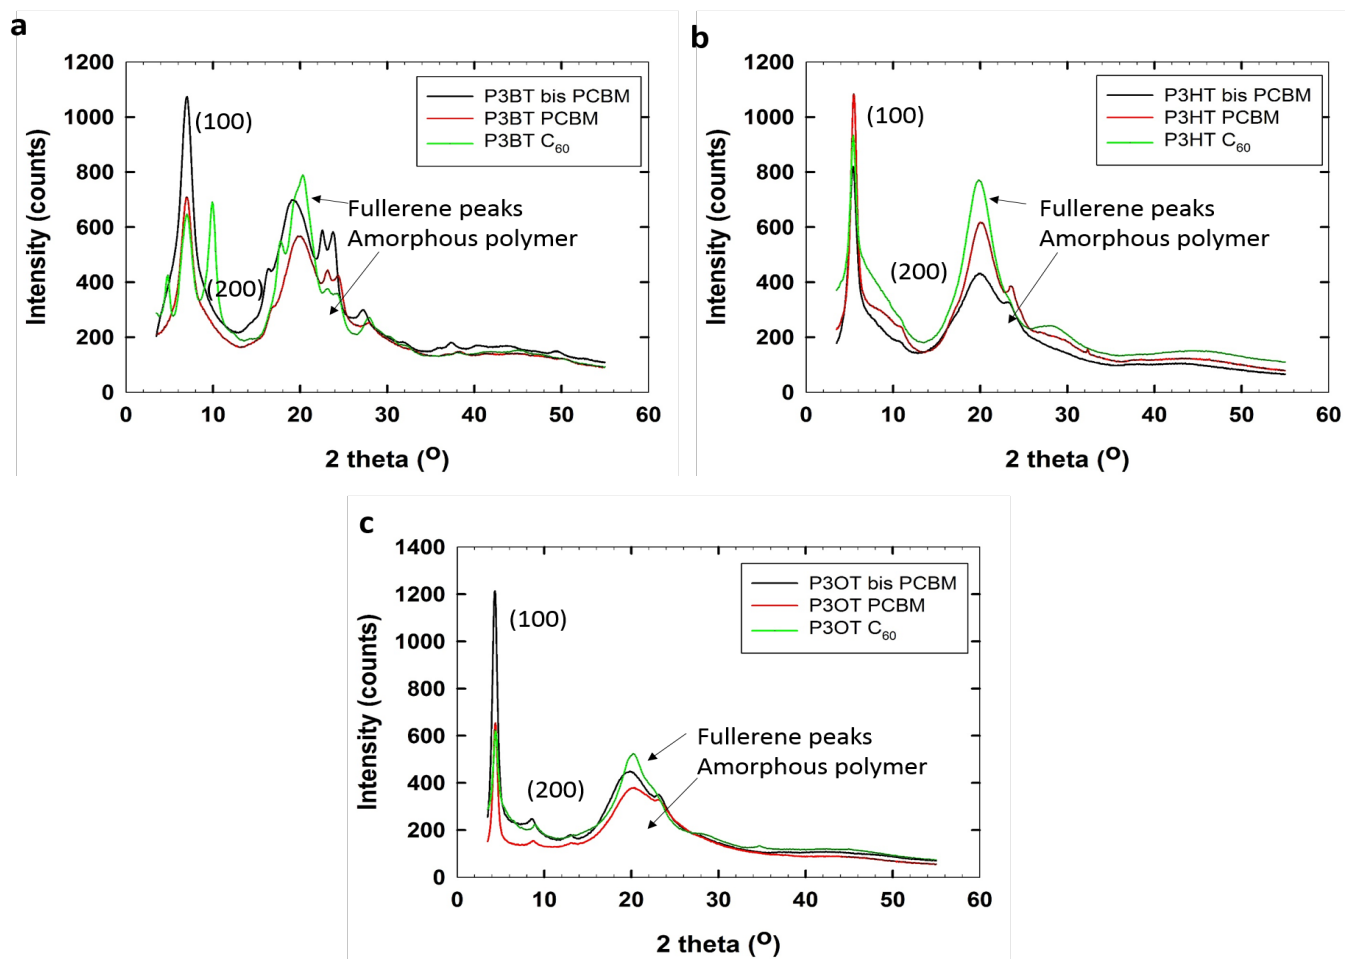 a
1200
1000
800
600
400
200
0
0 10 20 30 40 50 60
Intensity (counts)
2 theta (O)
P3BT bis PCBM
P3BT PCBM
P3BT C60
(100)
(200)
Fullerene peaks
Amorphous polymer
b
1200
1000
800
600
400
200
0
0 10 20 30 40 50 60
Intensity (counts)
2 theta (O)
P3HT bis PCBM
P3HT PCBM
P3HT C60
(100)
(200)
Fullerene peaks
Amorphous polymer
c
1400
1200
1000
800
600
400
200
0
0 10 20 30 40 50 60
Intensity (counts)
2 theta (O)
P3OT bis PCBM
P3OT PCBM
P3OT C60
(100)
(200)
Fullerene peaks
Amorphous polymer